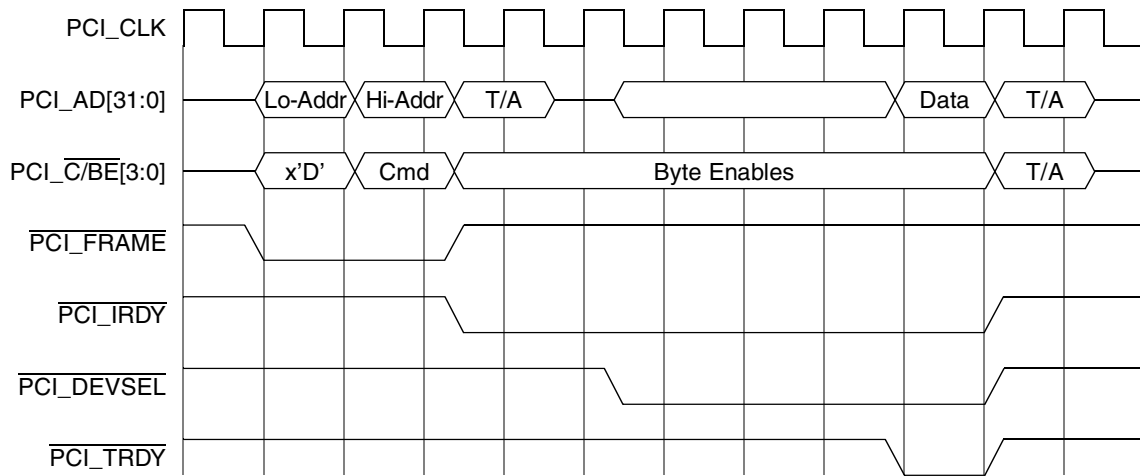 PCI_CLK
PCI_AD[31:0] Lo-Addr Hi-Addr T/A Data T/A
PCI_C/BE[3:0] x'D' Cmd Byte Enables T/A
PCI_FRAME
PCI_IRDY
PCI_DEVSEL
PCI_TRDY